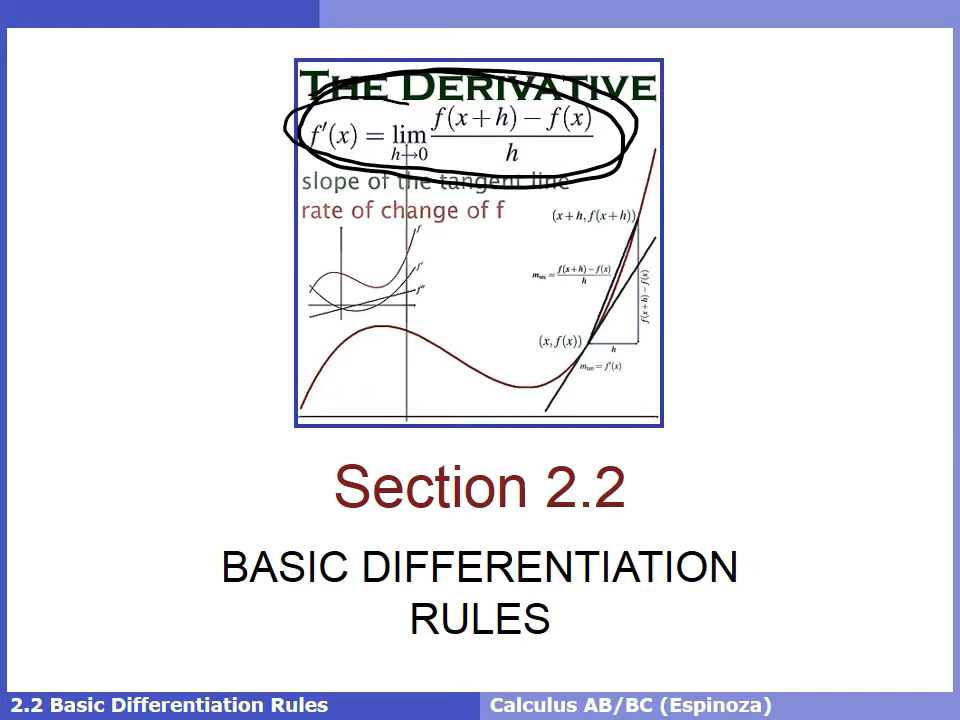 THE DERIVATIVE
f′(x) = lim h→0 f(x+h) − f(x) / h
slope of the tangent line
rate of change of f
f
f′
f″
(x+h, f(x+h))
m_sec = f(x+h) − f(x) / h
f(x+h) − f(x)
(x, f(x))
h
m_tan = f′(x)
Section 2.2
BASIC DIFFERENTIATION
RULES
2.2 Basic Differentiation Rules
Calculus AB/BC (Espinoza)